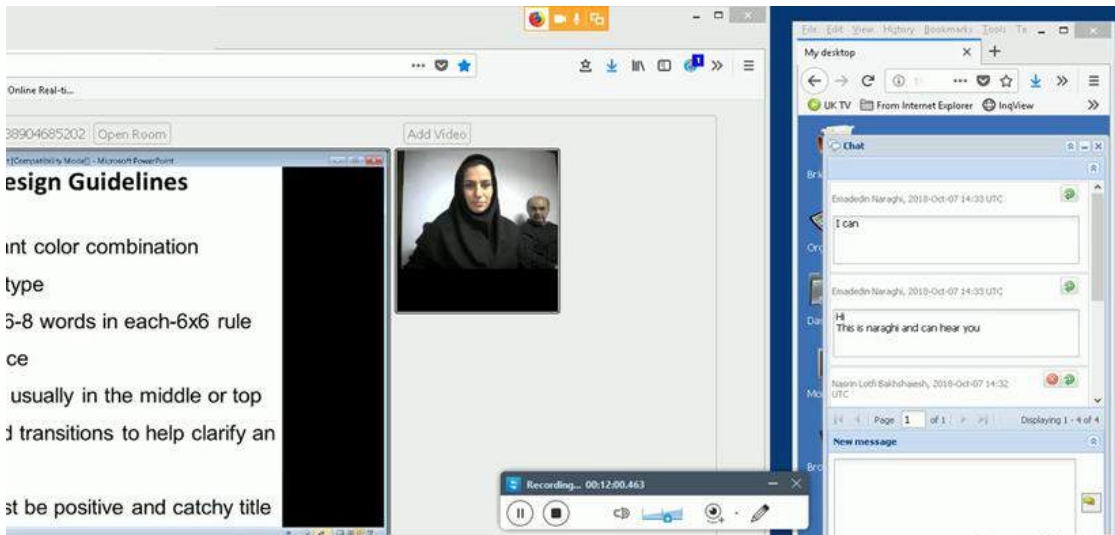 Online Real-ti...
38904685202 Open Room
Add Video
[Compatibility Mode] - Microsoft PowerPoint
esign Guidelines
nt color combination
type
6-8 words in each-6x6 rule
ce
usually in the middle or top
d transitions to help clarify an
st be positive and catchy title
Recording... 00:12:00.463
1
File Edit View History Bookmarks Tools
My desktop
UK TV From Internet Explorer InqView
Chat
Emadedin Naraghi, 2018-Oct-07 14:33 UTC
I can
Emadedin Naraghi, 2018-Oct-07 14:33 UTC
Hi
This is naraghi and can hear you
Nasrin Lotfi Bakhshaiesh, 2018-Oct-07 14:32
UTC
Page 1 of 1 Displaying 1 - 4 of 4
New message